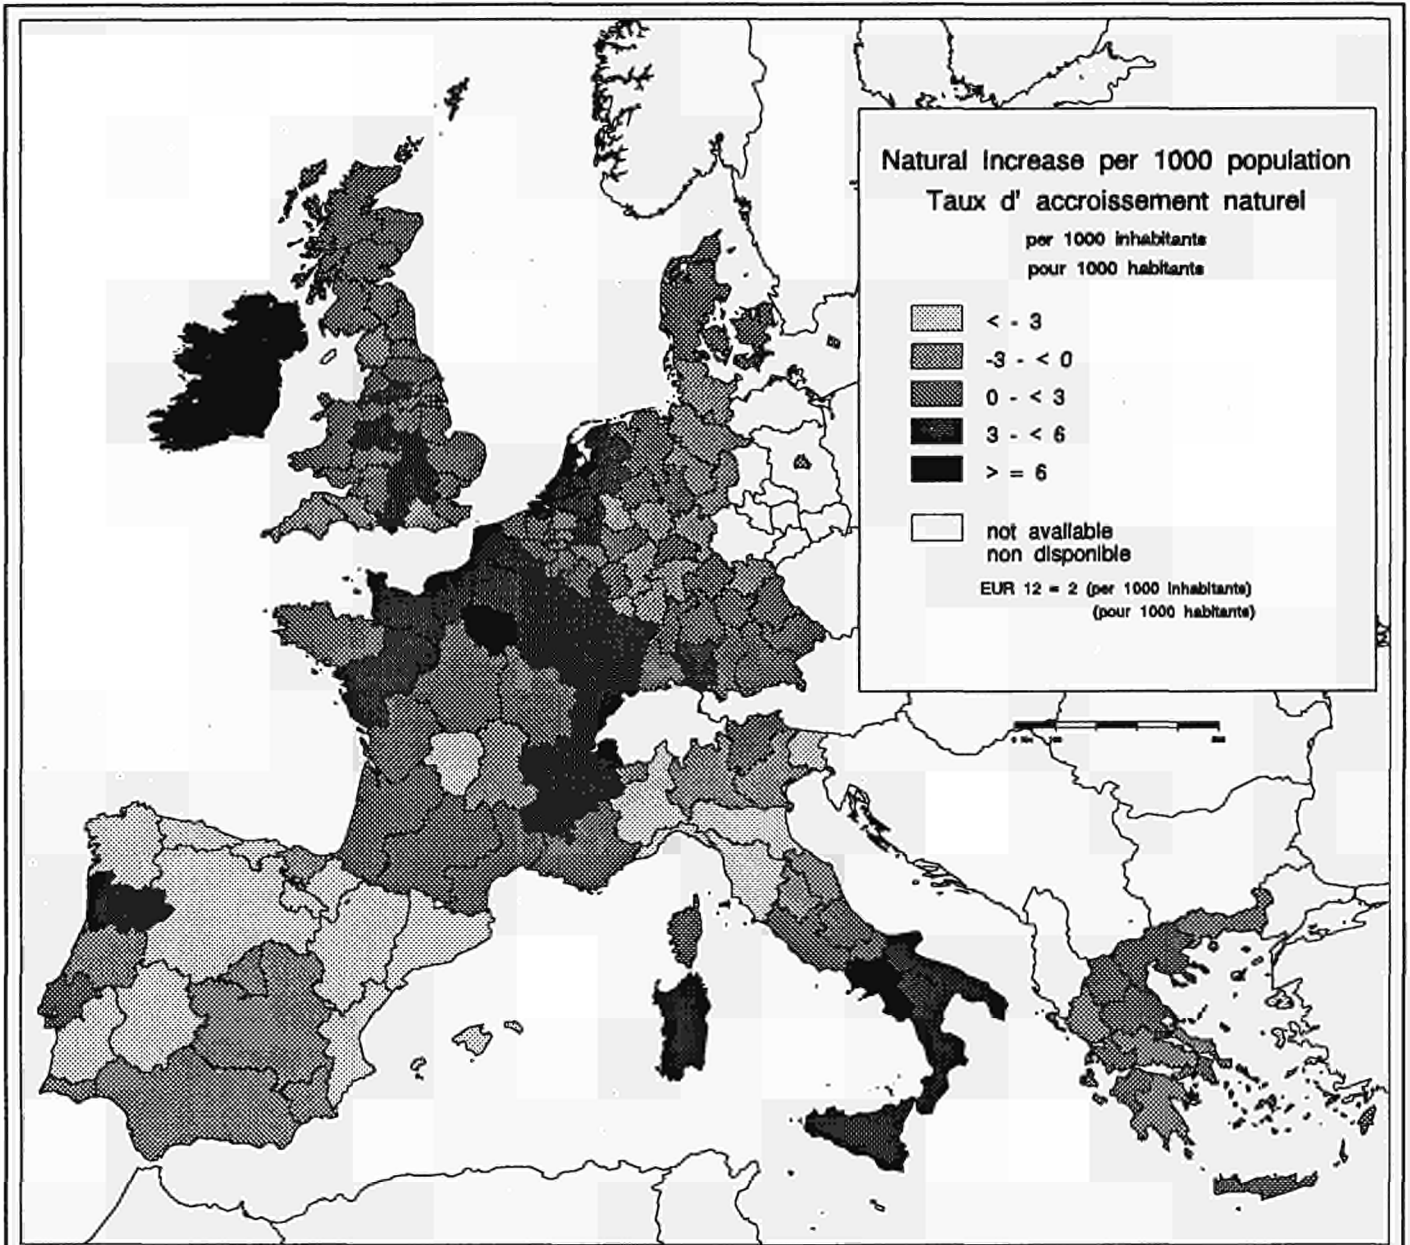 Natural increase per 1000 population
Taux d' accroissement naturel
per 1000 inhabitants
pour 1000 habitants
< - 3
-3 - < 0
0 - < 3
3 - < 6
> = 6
not available
non disponible
EUR 12 = 2 (per 1000 inhabitants)
(pour 1000 habitants)